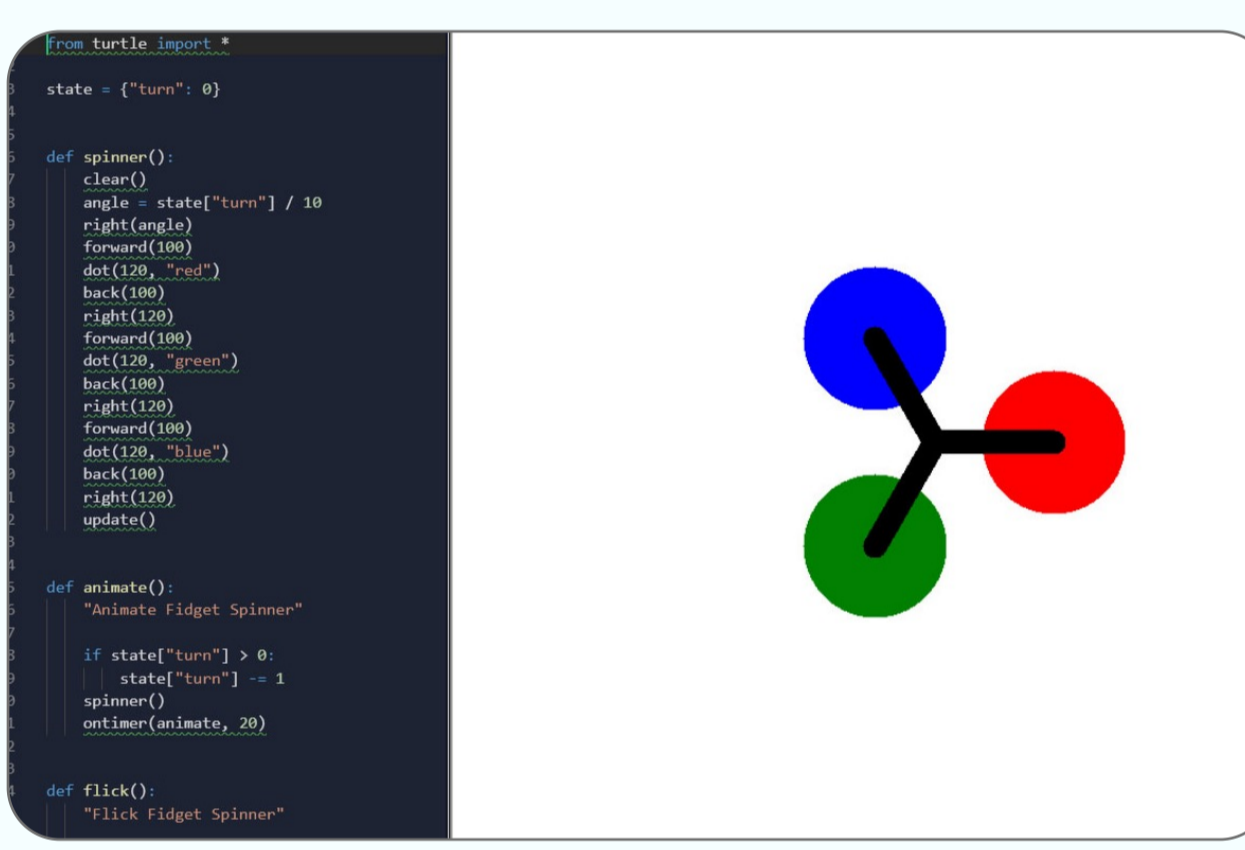 from turtle import *
state = {"turn": 0}
def spinner():
clear()
angle = state["turn"] / 10
right(angle)
forward(100)
dot(120, "red")
back(100)
right(120)
forward(100)
dot(120, "green")
back(100)
right(120)
forward(100)
dot(120, "blue")
back(100)
right(120)
update()
def animate():
"Animate Fidget Spinner"
if state["turn"] > 0:
state["turn"] -= 1
spinner()
ontimer(animate, 20)
def flick():
"Flick Fidget Spinner"